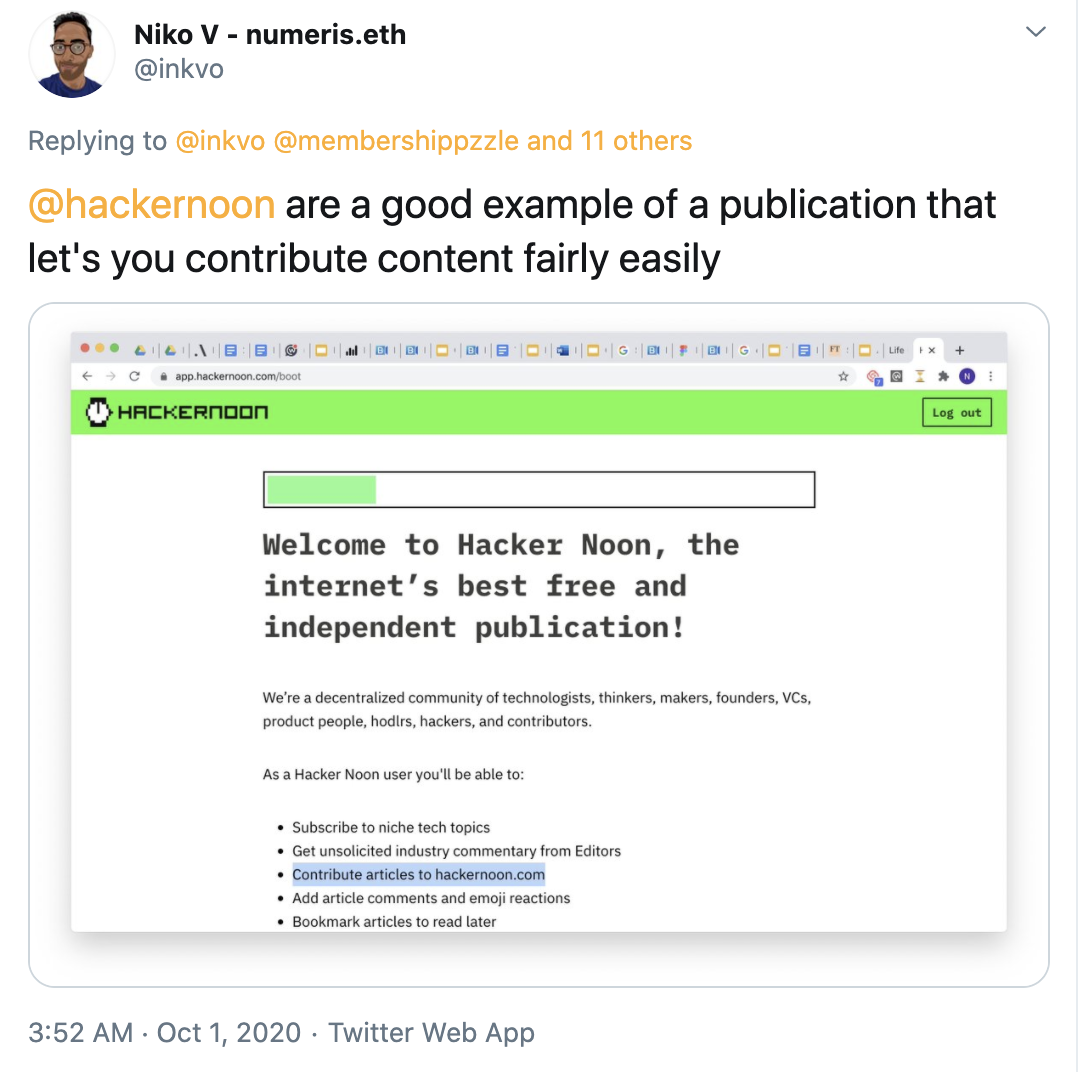 Niko V - numeris.eth
@inkvo
Replying to @inkvo @membershippzzle and 11 others
@hackernoon are a good example of a publication that
let's you contribute content fairly easily
Life
app.hackernoon.com/boot
N
HACKERNOON
Log out
Welcome to Hacker Noon, the
internet’s best free and
independent publication!
We’re a decentralized community of technologists, thinkers, makers, founders, VCs,
product people, hodlrs, hackers, and contributors.
As a Hacker Noon user you'll be able to:
Subscribe to niche tech topics
Get unsolicited industry commentary from Editors
Contribute articles to hackernoon.com
Add article comments and emoji reactions
Bookmark articles to read later
3:52 AM · Oct 1, 2020 · Twitter Web App